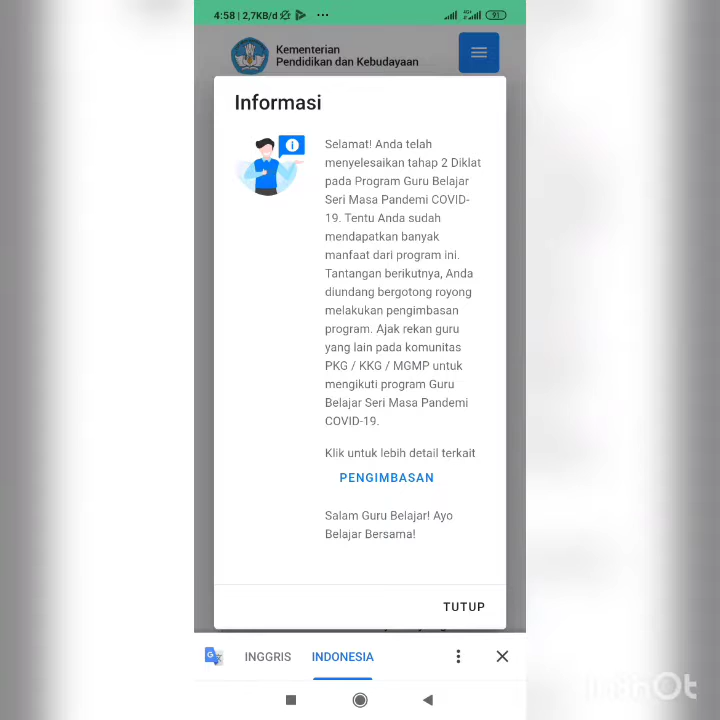 4:58 | 2,7KB/d
91
Kementerian
Pendidikan dan Kebudayaan
Informasi
Selamat! Anda telah
menyelesaikan tahap 2 Diklat
pada Program Guru Belajar
Seri Masa Pandemi COVID-
19. Tentu Anda sudah
mendapatkan banyak
manfaat dari program ini.
Tantangan berikutnya, Anda
diundang bergotong royong
melakukan pengimbasan
program. Ajak rekan guru
yang lain pada komunitas
PKG / KKG / MGMP untuk
mengikuti program Guru
Belajar Seri Masa Pandemi
COVID-19.
Klik untuk lebih detail terkait
PENGIMBASAN
Salam Guru Belajar! Ayo
Belajar Bersama!
TUTUP
INGGRIS INDONESIA